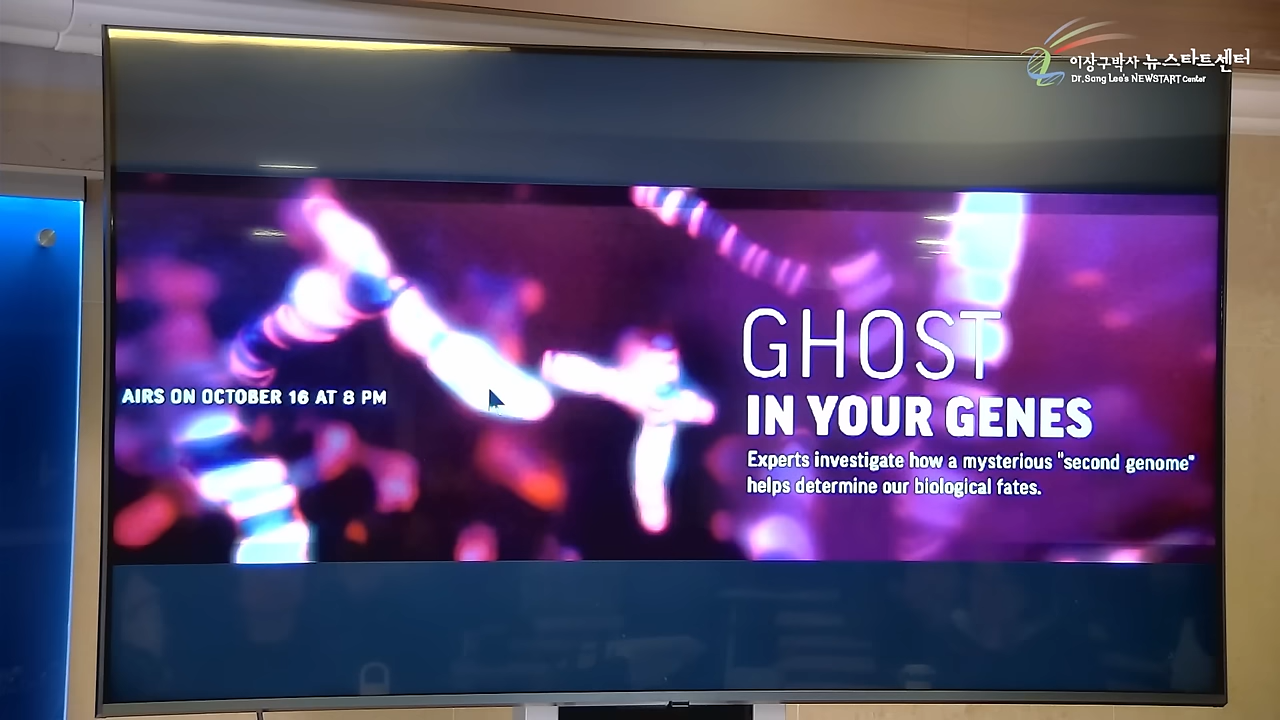 이상구박사 뉴스타트센터
Dr.Sang Lee's NEWSTART Center
AIRS ON OCTOBER 16 AT 8 PM
GHOST
IN YOUR GENES
Experts investigate how a mysterious "second genome"
helps determine our biological fates.